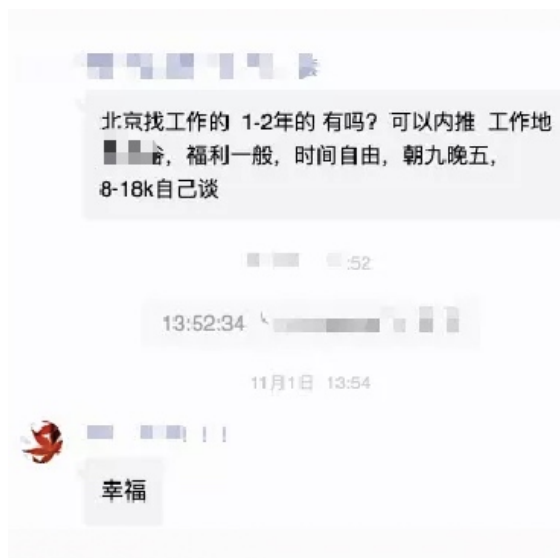 北京找工作的 1-2年的 有吗？可以内推 工作地
，福利一般，时间自由，朝九晚五，
8-18k自己谈
:52
13:52:34
11月1日 13:54
！！！
幸福